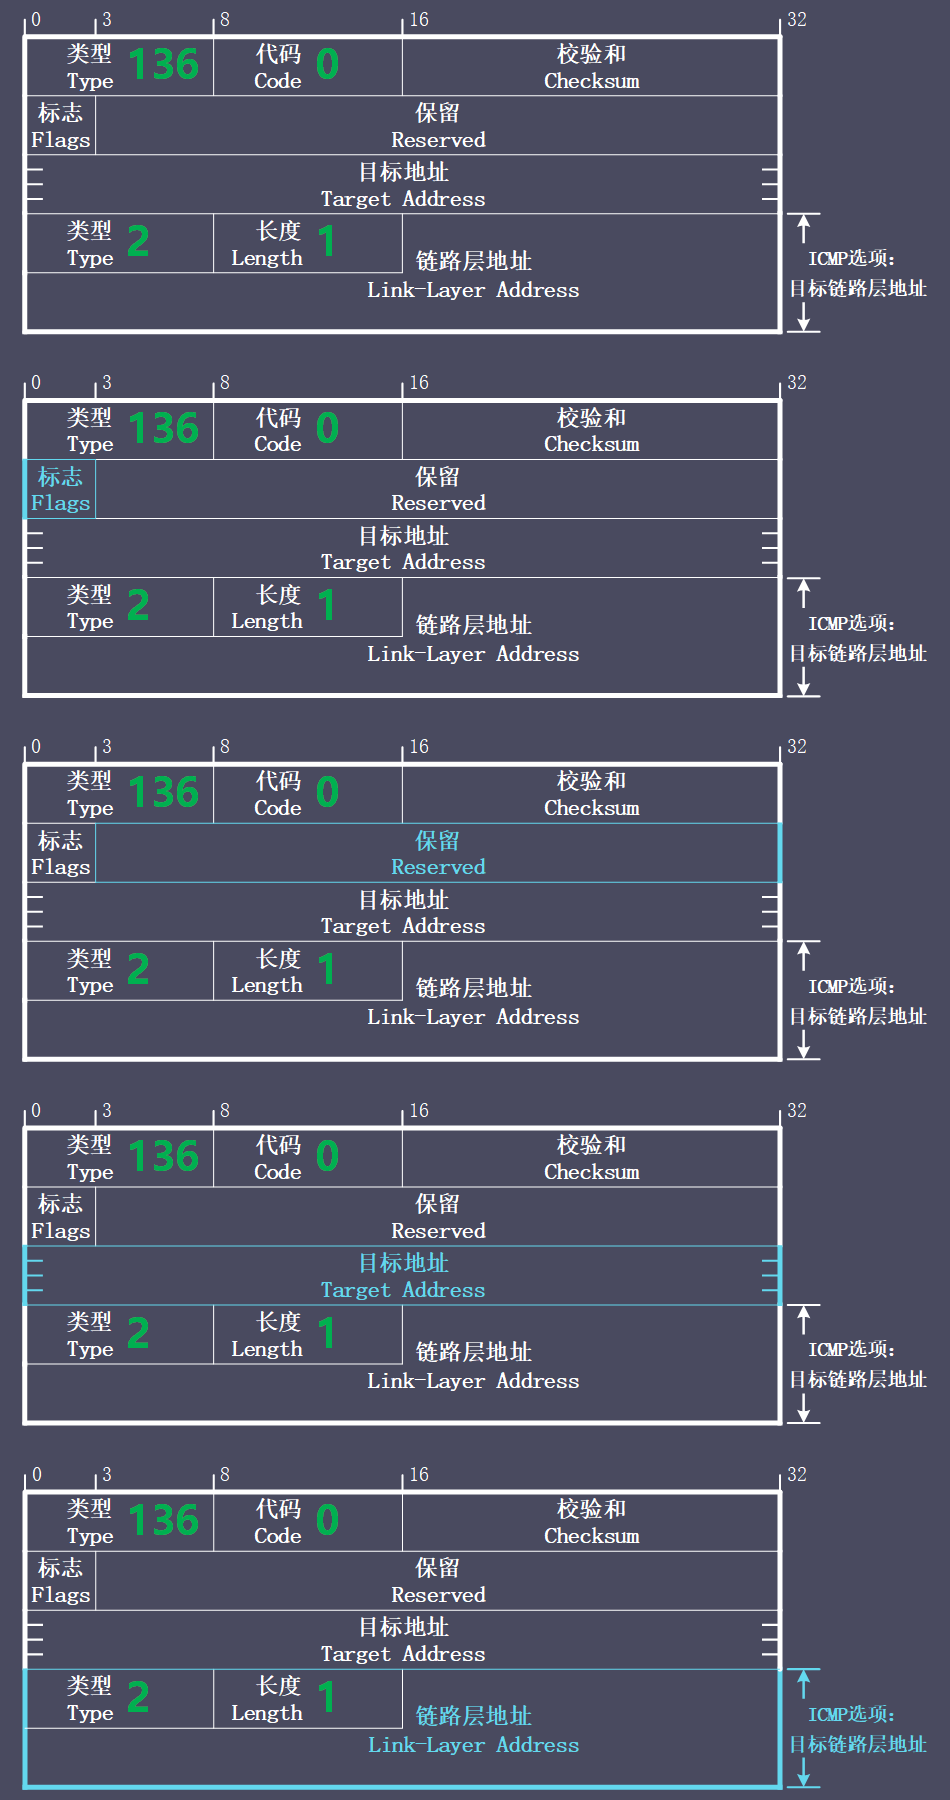 0 3 8 16 32
类型 136 代码 0 校验和
Type Code Checksum
标志 保留
Flags Reserved
目标地址
Target Address
类型 2 长度 1
Type Length
链路层地址
Link-Layer Address
ICMP选项：
目标链路层地址
0 3 8 16 32
类型 136 代码 0 校验和
Type Code Checksum
标志 保留
Flags Reserved
目标地址
Target Address
类型 2 长度 1
Type Length
链路层地址
Link-Layer Address
ICMP选项：
目标链路层地址
0 3 8 16 32
类型 136 代码 0 校验和
Type Code Checksum
标志 保留
Flags Reserved
目标地址
Target Address
类型 2 长度 1
Type Length
链路层地址
Link-Layer Address
ICMP选项：
目标链路层地址
0 3 8 16 32
类型 136 代码 0 校验和
Type Code Checksum
标志 保留
Flags Reserved
目标地址
Target Address
类型 2 长度 1
Type Length
链路层地址
Link-Layer Address
ICMP选项：
目标链路层地址
0 3 8 16 32
类型 136 代码 0 校验和
Type Code Checksum
标志 保留
Flags Reserved
目标地址
Target Address
类型 2 长度 1
Type Length
链路层地址
Link-Layer Address
ICMP选项：
目标链路层地址